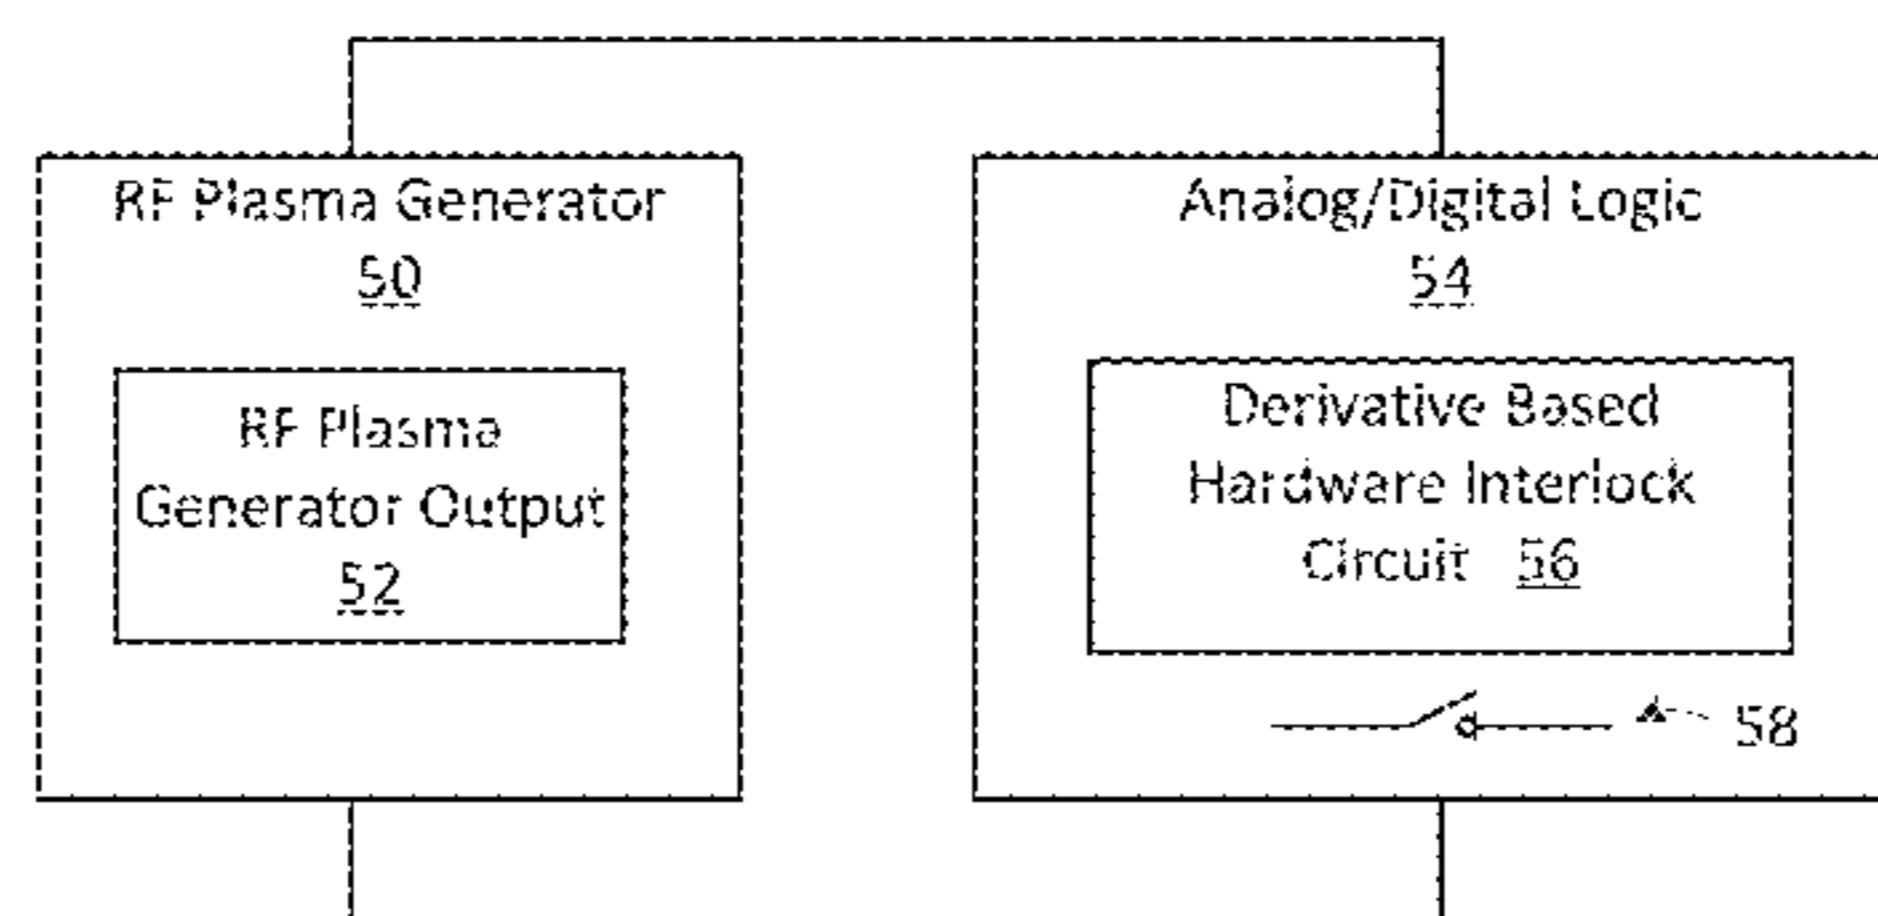 RF Plasma Generator
50
RF Plasma
Generator Output
52
Analog/Digital Logic
54
Derivative Based
Hardware Interlock
Circuit 56
58